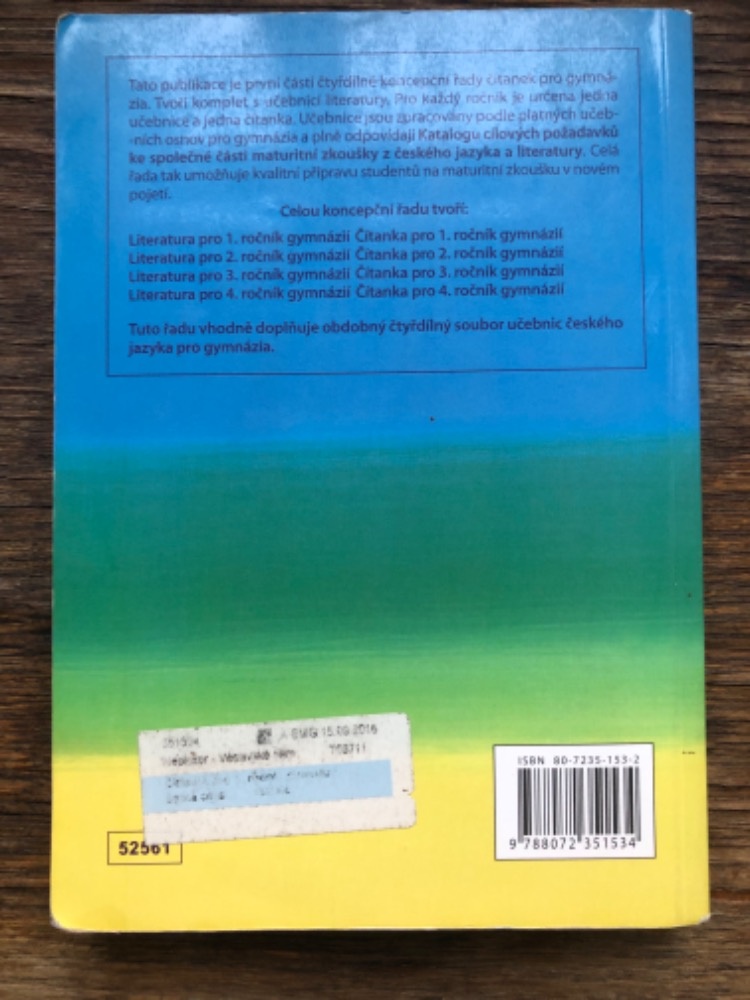 Tato publikace je první částí čtyřdílné koncepční řady čítanek pro gymná-
zia. Tvoří komplet s učebnicí literatury. Pro každý ročník je určena jedna
učebnice a jedna čítanka. Učebnice jsou zpracovány podle platných učeb-
ních osnov pro gymnázia a plně odpovídají Katalogu cílových požadavků
ke společné části maturitní zkoušky z českého jazyka a literatury. Celá
řada tak umožňuje kvalitní přípravu studentů na maturitní zkoušku v novém
pojetí.
Celou koncepční řadu tvoří:
Literatura pro 1. ročník gymnázií Čítanka pro 1. ročník gymnázií
Literatura pro 2. ročník gymnázií Čítanka pro 2. ročník gymnázií
Literatura pro 3. ročník gymnázií Čítanka pro 3. ročník gymnázií
Literatura pro 4. ročník gymnázií Čítanka pro 4. ročník gymnázií
Tuto řadu vhodně doplňuje obdobný čtyřdílný soubor učebnic českého
jazyka pro gymnázia.
15.09.2016
52561
ISBN 80-7235-153-2
9 788072 351534